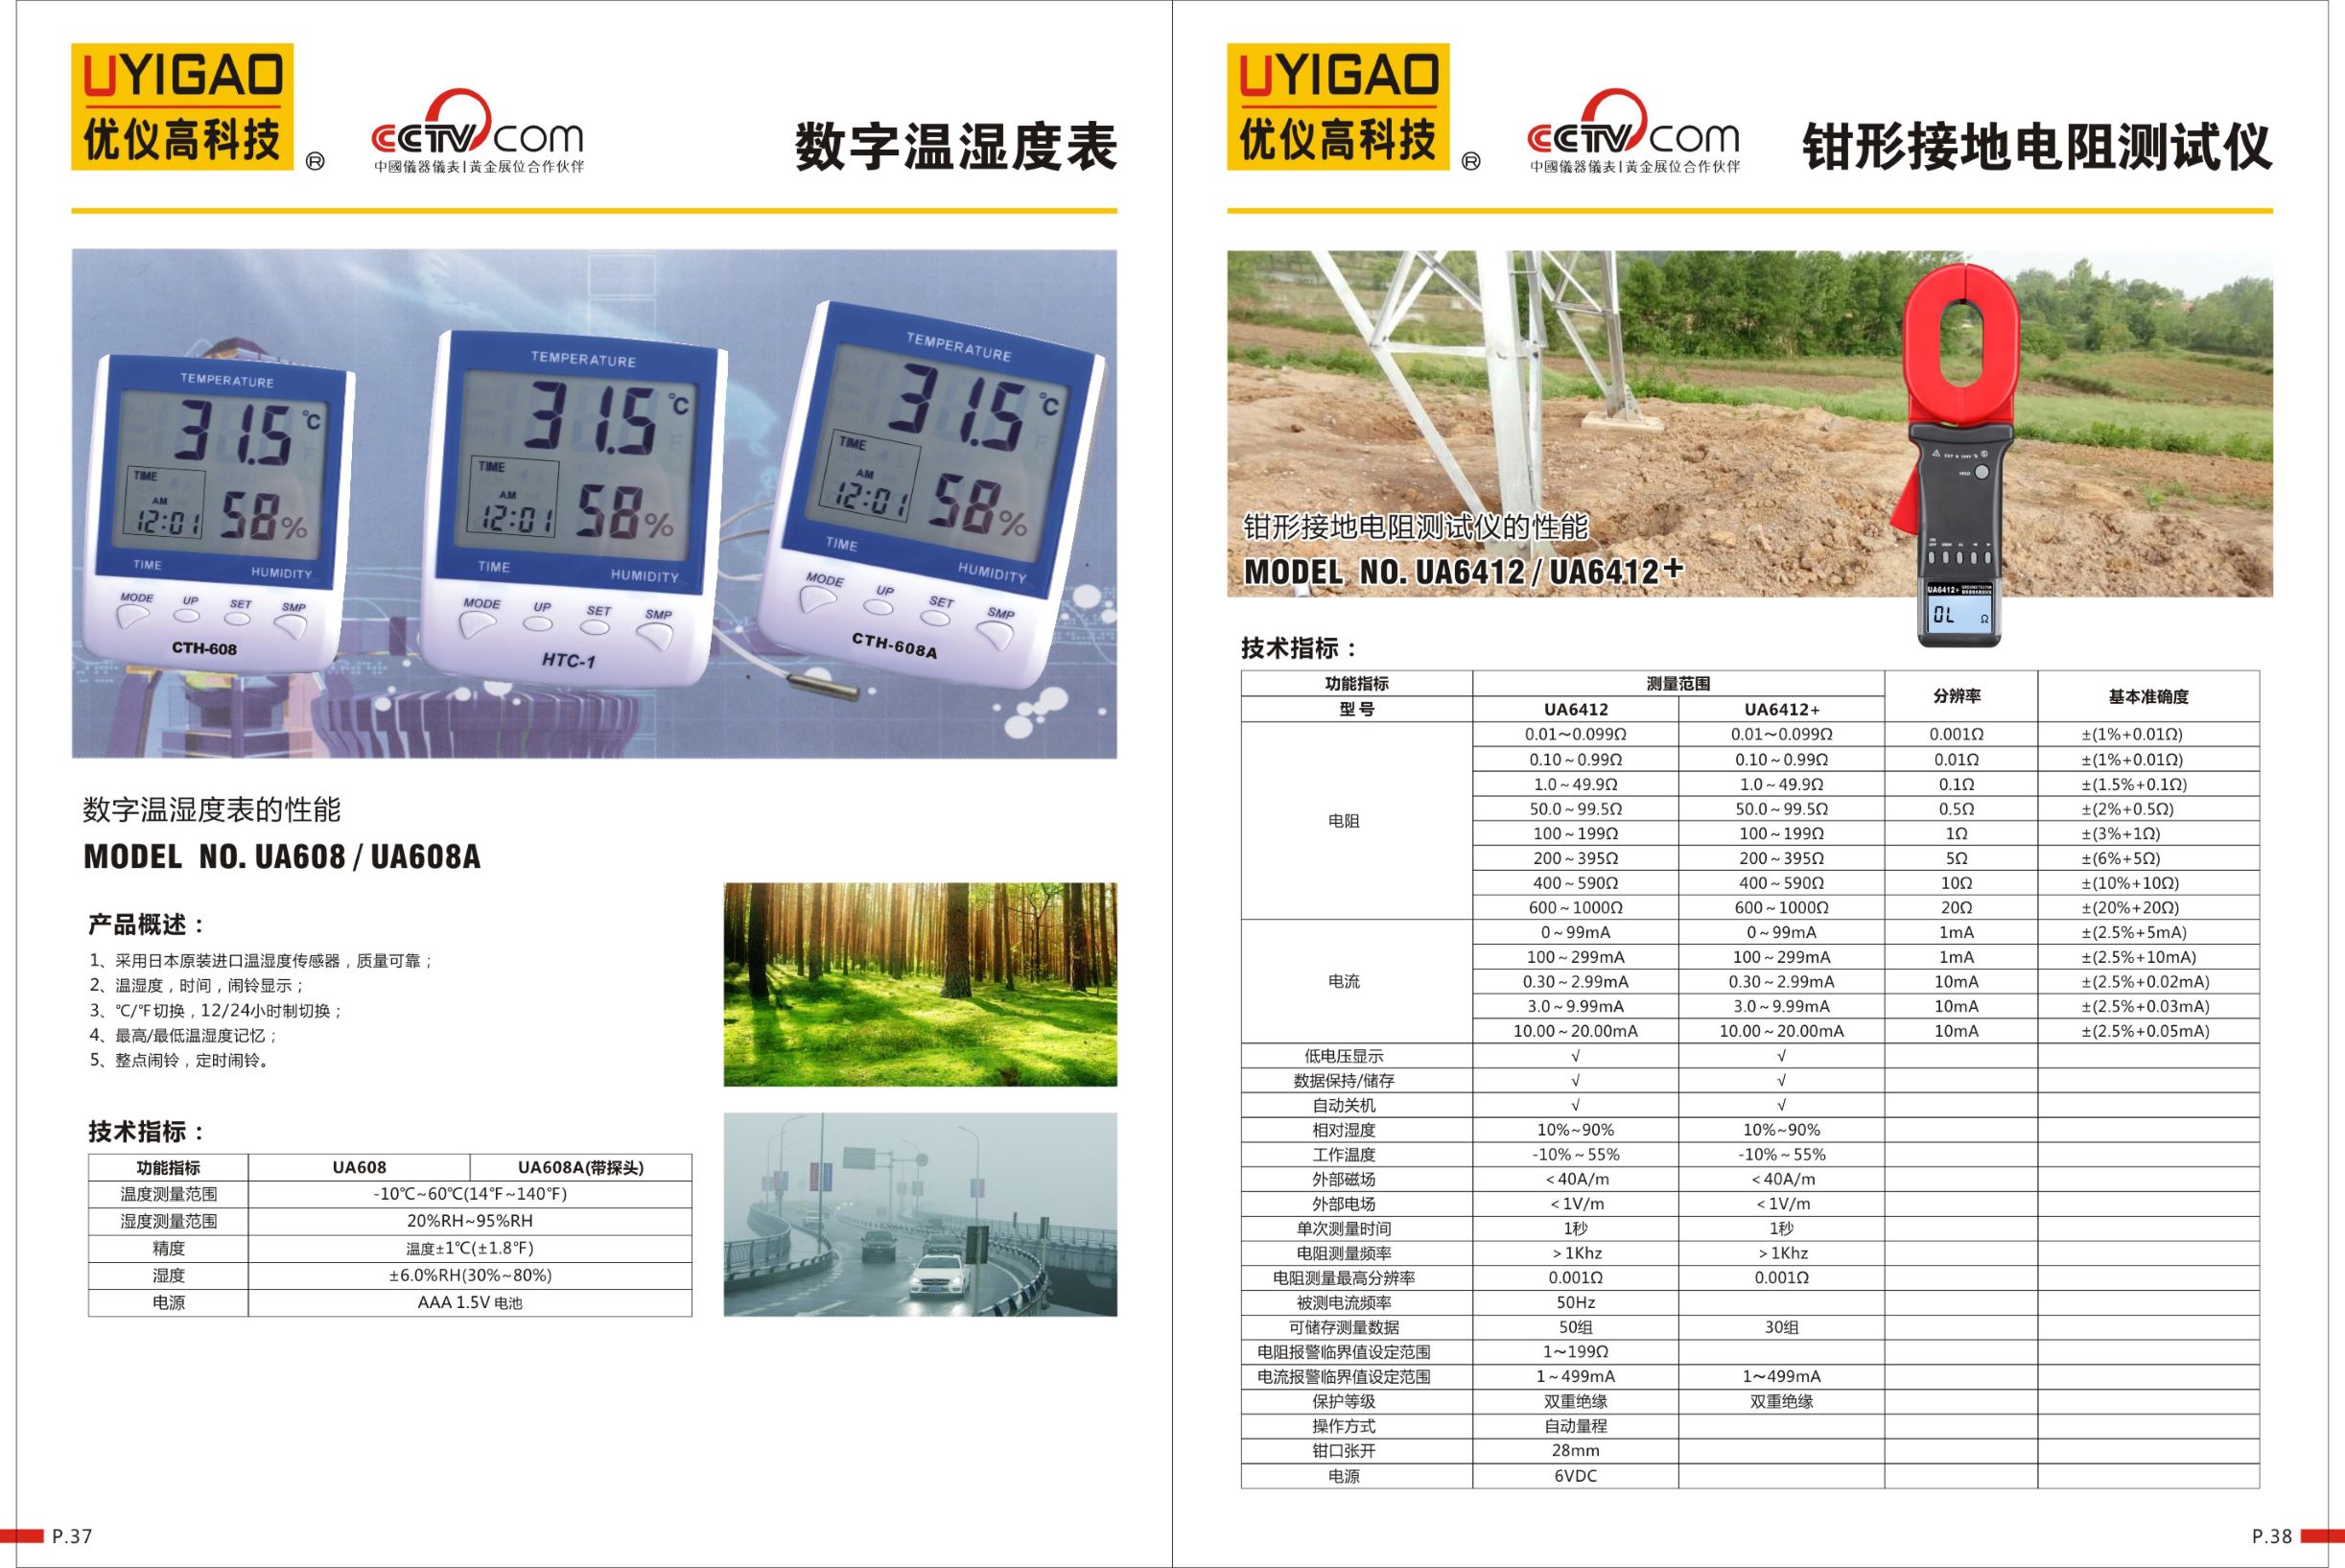 UYIGAO
优仪高科技
®
CCTV.com
中國儀器儀表|黃金展位合作伙伴
数字温湿度表
TEMPERATURE
31.5 ℃
TIME
AM
12:01
58%
TIME
HUMIDITY
MODE UP SET SMP
CTH-608
TEMPERATURE
31.5 ℃
TIME
AM
12:01
58%
TIME
HUMIDITY
MODE UP SET SMP
HTC-1
TEMPERATURE
31.5 ℃
TIME
AM
12:01
58%
TIME
HUMIDITY
MODE UP SET SMP
CTH-608A
数字温湿度表的性能
MODEL NO. UA608 / UA608A
产品概述：
1、采用日本原装进口温湿度传感器，质量可靠；
2、温湿度，时间，闹铃显示；
3、℃/℉切换，12/24小时制切换；
4、最高/最低温湿度记忆；
5、整点闹铃，定时闹铃。
技术指标：
功能指标 UA608 UA608A(带探头)
温度测量范围 -10℃~60℃(14℉~140℉)
湿度测量范围 20%RH~95%RH
精度 温度±1℃(±1.8℉)
湿度 ±6.0%RH(30%~80%)
电源 AAA 1.5V 电池
P.37
UYIGAO
优仪高科技
®
CCTV.com
中國儀器儀表|黃金展位合作伙伴
钳形接地电阻测试仪
HOLD
UA6412+
OL Ω
钳形接地电阻测试仪的性能
MODEL NO. UA6412 / UA6412+
技术指标：
功能指标 测量范围 分辨率 基本准确度
型号 UA6412 UA6412+
电阻 0.01~0.099Ω 0.01~0.099Ω 0.001Ω ±(1%+0.01Ω)
0.10~0.99Ω 0.10~0.99Ω 0.01Ω ±(1%+0.01Ω)
1.0~49.9Ω 1.0~49.9Ω 0.1Ω ±(1.5%+0.1Ω)
50.0~99.5Ω 50.0~99.5Ω 0.5Ω ±(2%+0.5Ω)
100~199Ω 100~199Ω 1Ω ±(3%+1Ω)
200~395Ω 200~395Ω 5Ω ±(6%+5Ω)
400~590Ω 400~590Ω 10Ω ±(10%+10Ω)
600~1000Ω 600~1000Ω 20Ω ±(20%+20Ω)
电流 0~99mA 0~99mA 1mA ±(2.5%+5mA)
100~299mA 100~299mA 1mA ±(2.5%+10mA)
0.30~2.99mA 0.30~2.99mA 10mA ±(2.5%+0.02mA)
3.0~9.99mA 3.0~9.99mA 10mA ±(2.5%+0.03mA)
10.00~20.00mA 10.00~20.00mA 10mA ±(2.5%+0.05mA)
低电压显示 √ √
数据保持/储存 √ √
自动关机 √ √
相对湿度 10%~90% 10%~90%
工作温度 -10%~55% -10%~55%
外部磁场 <40A/m <40A/m
外部电场 <1V/m <1V/m
单次测量时间 1秒 1秒
电阻测量频率 >1Khz >1Khz
电阻测量最高分辨率 0.001Ω 0.001Ω
被测电流频率 50Hz
可储存测量数据 50组 30组
电阻报警临界值设定范围 1~199Ω
电流报警临界值设定范围 1~499mA 1~499mA
保护等级 双重绝缘 双重绝缘
操作方式 自动量程
钳口张开 28mm
电源 6VDC
P.38